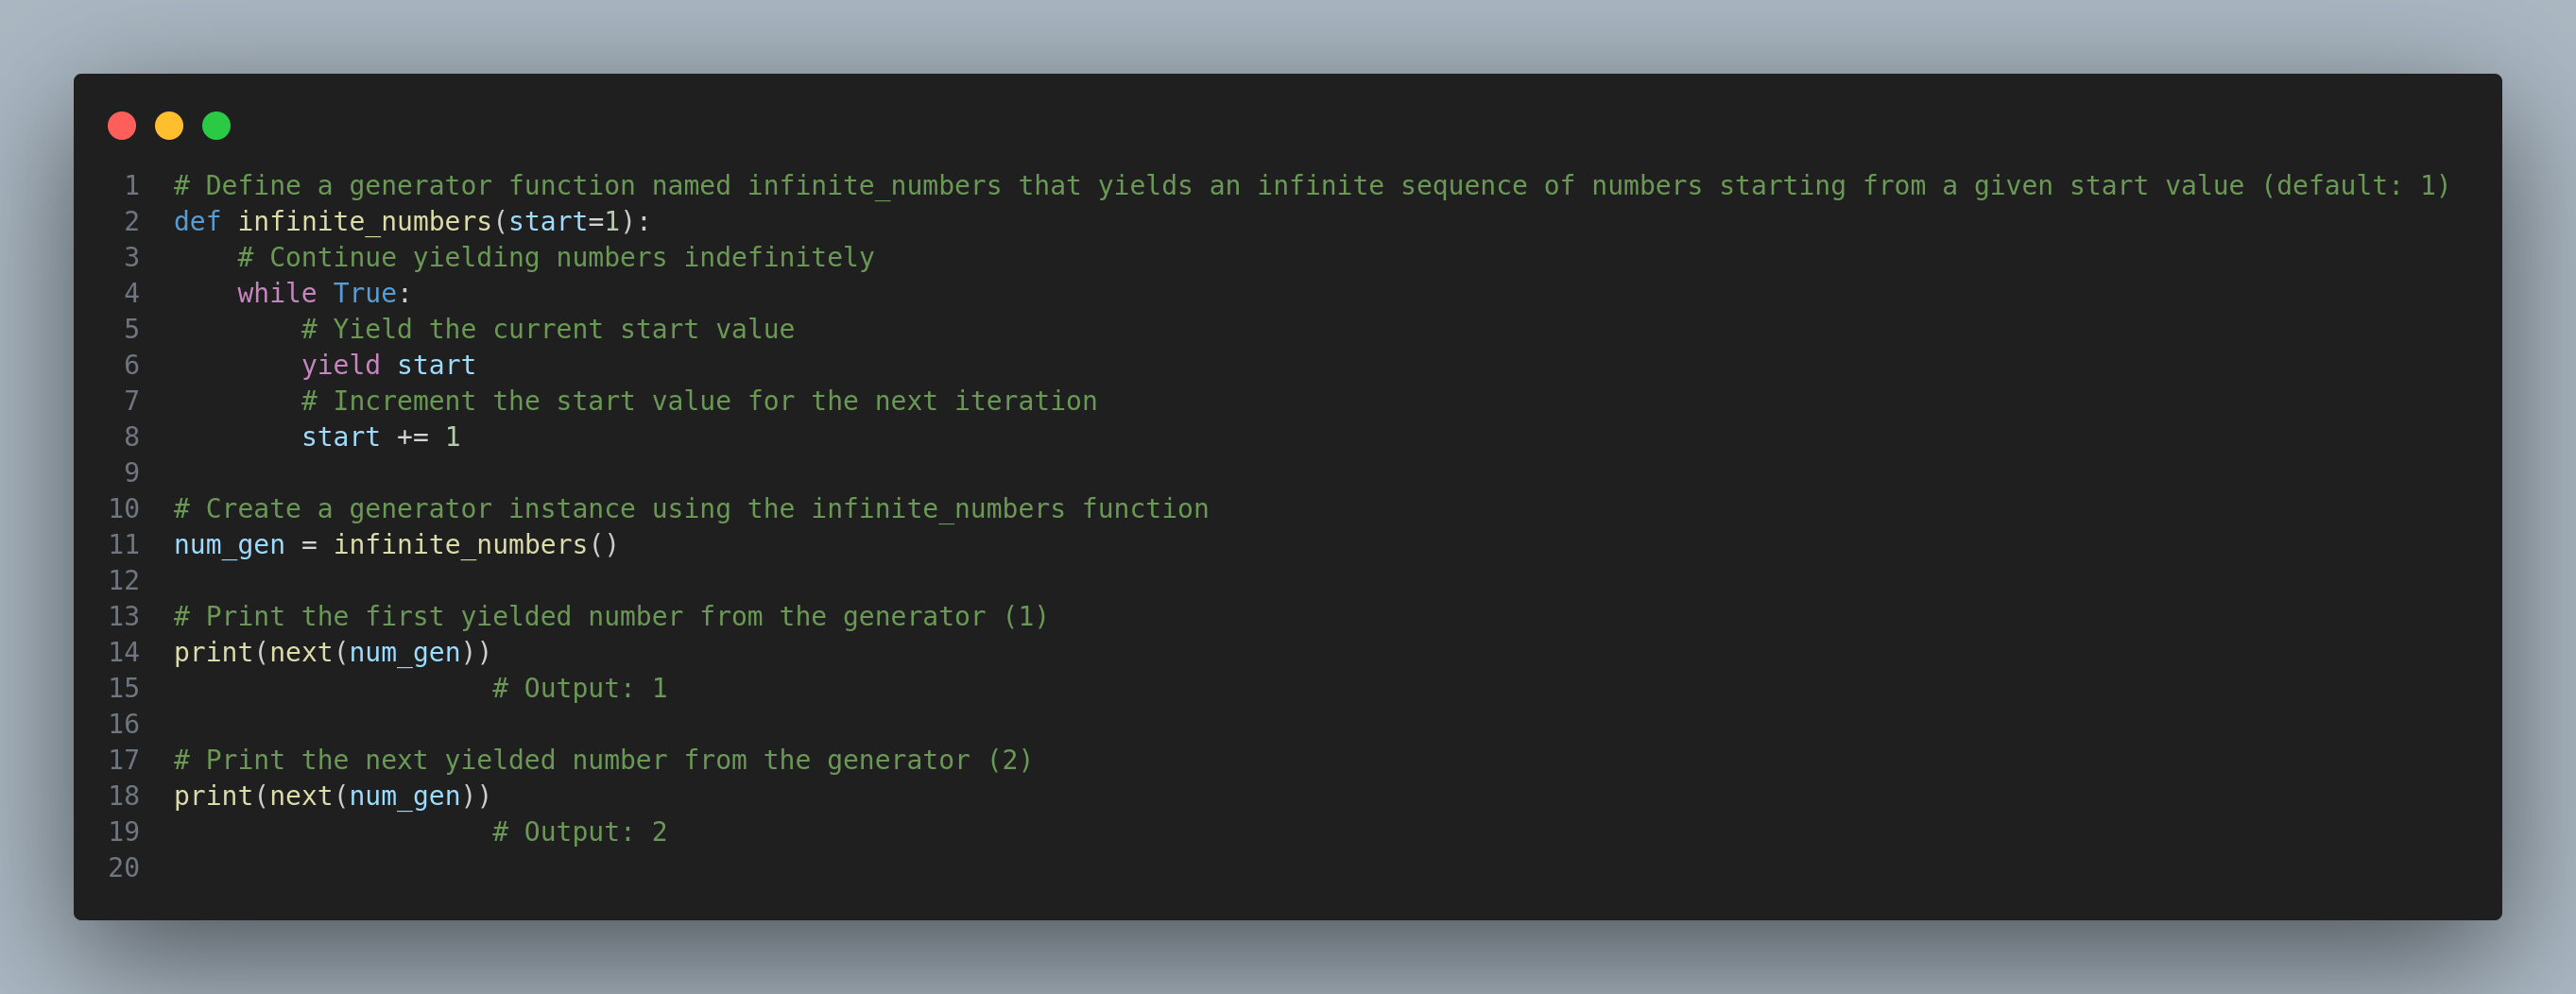 1 # Define a generator function named infinite_numbers that yields an infinite sequence of numbers starting from a given start value (default: 1)
2 def infinite_numbers(start=1):
3     # Continue yielding numbers indefinitely
4     while True:
5         # Yield the current start value
6         yield start
7         # Increment the start value for the next iteration
8         start += 1
9
10 # Create a generator instance using the infinite_numbers function
11 num_gen = infinite_numbers()
12
13 # Print the first yielded number from the generator (1)
14 print(next(num_gen))
15                     # Output: 1
16
17 # Print the next yielded number from the generator (2)
18 print(next(num_gen))
19                     # Output: 2
20